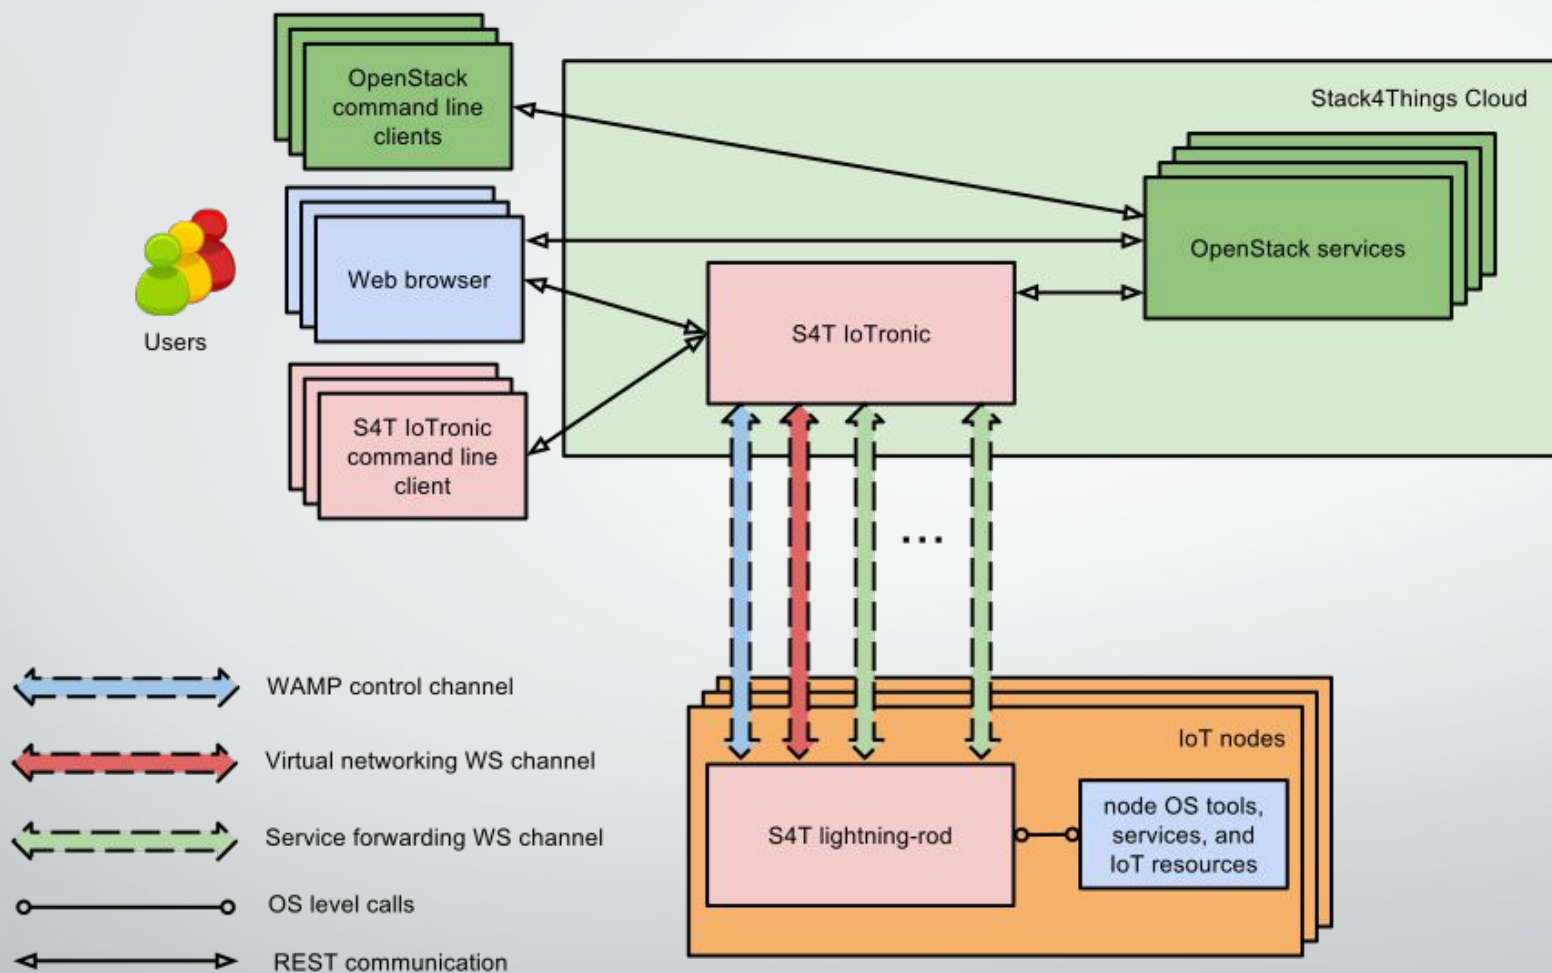 OpenStack
command line
clients
Stack4Things Cloud
OpenStack services
Web browser
Users
S4T IoTronic
S4T IoTronic
command line
client
...
WAMP control channel
Virtual networking WS channel
Service forwarding WS channel
OS level calls
REST communication
IoT nodes
S4T lightning-rod
node OS tools,
services, and
IoT resources